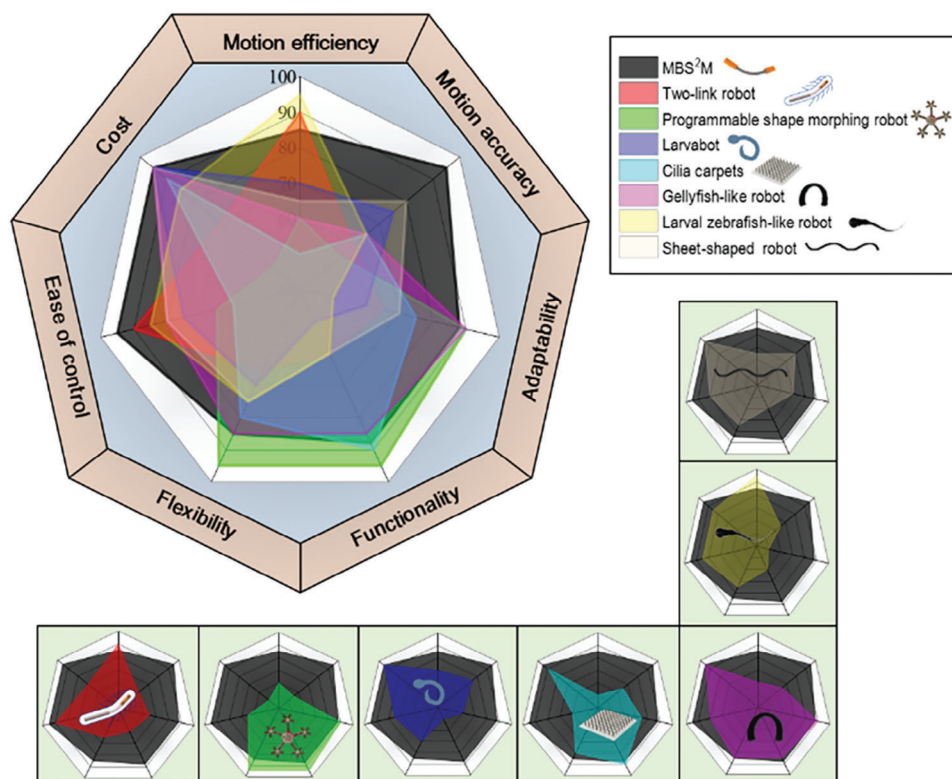 Motion efficiency
Motion accuracy
Adaptability
Functionality
Flexibility
Ease of control
Cost
100
90
80
70
MBS²M
Two-link robot
Programmable shape morphing robot
Larvabot
Cilia carpets
Gellyfish-like robot
Larval zebrafish-like robot
Sheet-shaped robot